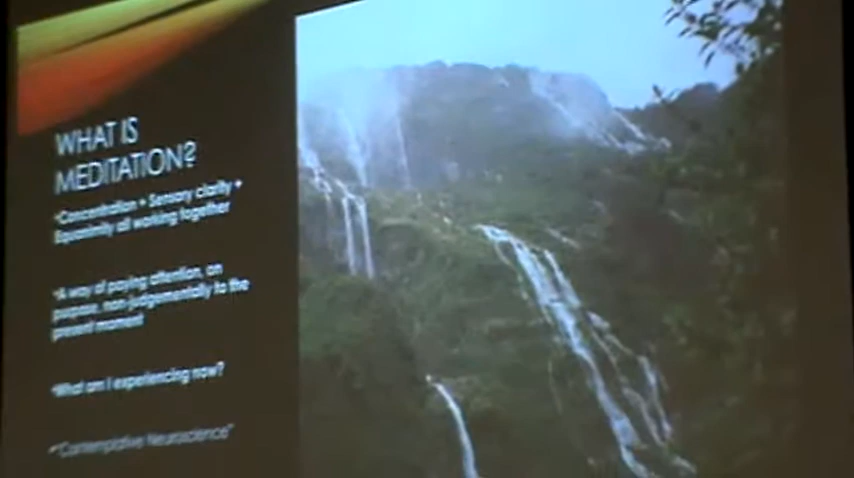 WHAT IS
MEDITATION?
•Concentration + Sensory clarity +
Equanimity all working together
•"A way of paying attention, on
purpose, non-judgementally to the
present moment"
•What am I experiencing now?
•"Contemplative Neuroscience"